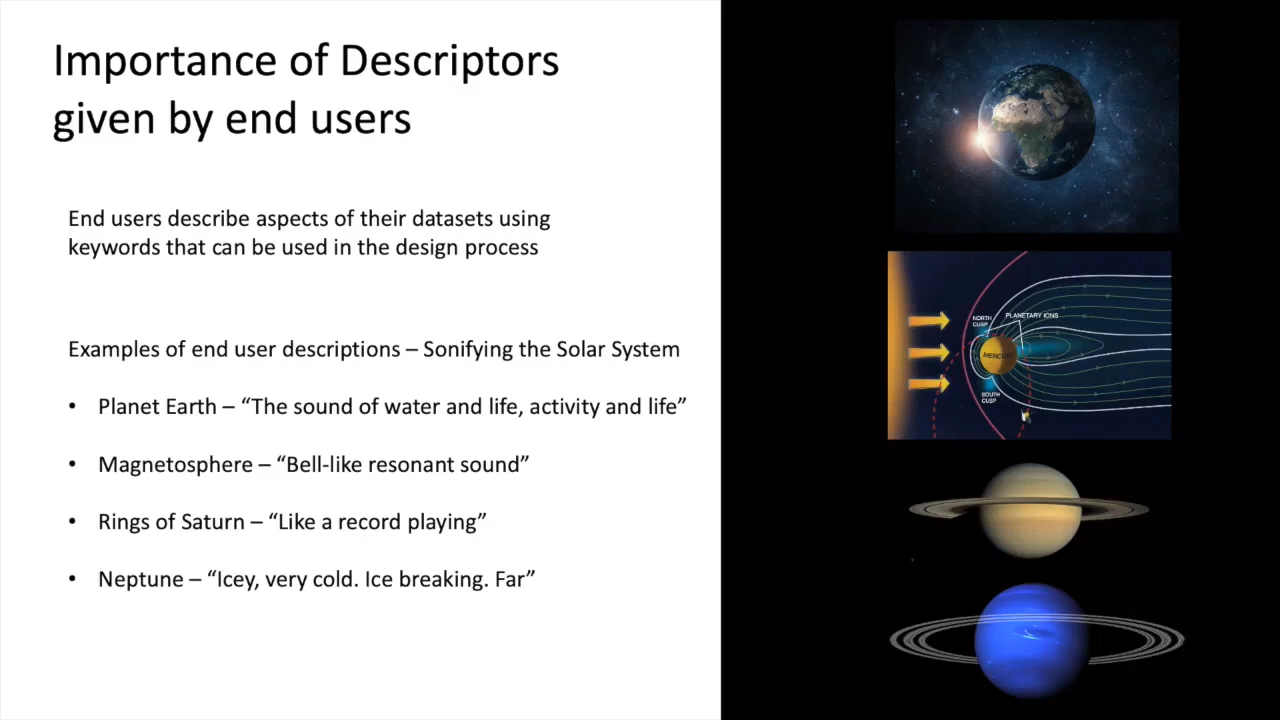 Importance of Descriptors
given by end users
End users describe aspects of their datasets using
keywords that can be used in the design process
Examples of end user descriptions – Sonifying the Solar System
• Planet Earth – “The sound of water and life, activity and life”
• Magnetosphere – “Bell-like resonant sound”
• Rings of Saturn – “Like a record playing”
• Neptune – “Icey, very cold. Ice breaking. Far”
NORTH
CUSP
PLANETARY IONS
MERCURY
SOUTH
CUSP